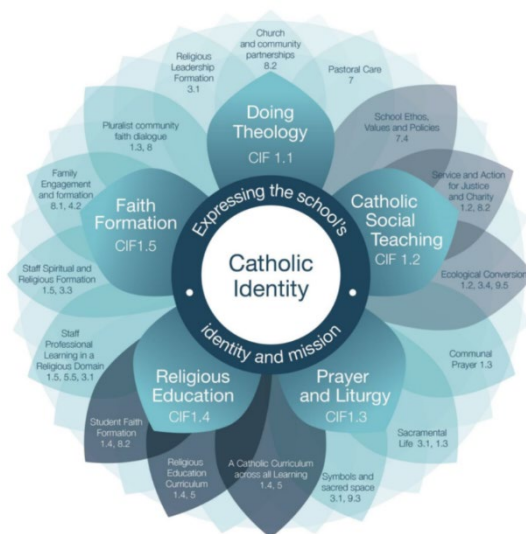 Church
and community
partnerships
8.2
Religious
Leadership
Formation
3.1
Pastoral Care
7
Doing
Theology
CIF 1.1
Pluralist community
faith dialogue
1.3, 8
School Ethos,
Values and Policies
7.4
Family
Engagement
and formation
8.1, 4.2
Faith
Formation
CIF1.5
Expressing the school's
identity and mission
Catholic
Identity
Catholic
Social
Teaching
CIF 1.2
Service and Action
for Justice
and Charity
1.2, 8.2
Staff Spiritual and
Religious Formation
1.5, 3.3
Ecological Conversion
1.2, 3.4, 9.5
Staff
Professional
Learning in a
Religious Domain
1.5, 5.5, 3.1
Religious
Education
CIF1.4
Prayer
and Liturgy
CIF1.3
Communal
Prayer 1.3
Student Faith
Formation
1.4, 8.2
Sacramental
Life 3.1, 1.3
Religious
Education
Curriculum
1.4, 5
A Catholic Curriculum
across all Learning
1.4, 5
Symbols and
sacred space
3.1, 9.3